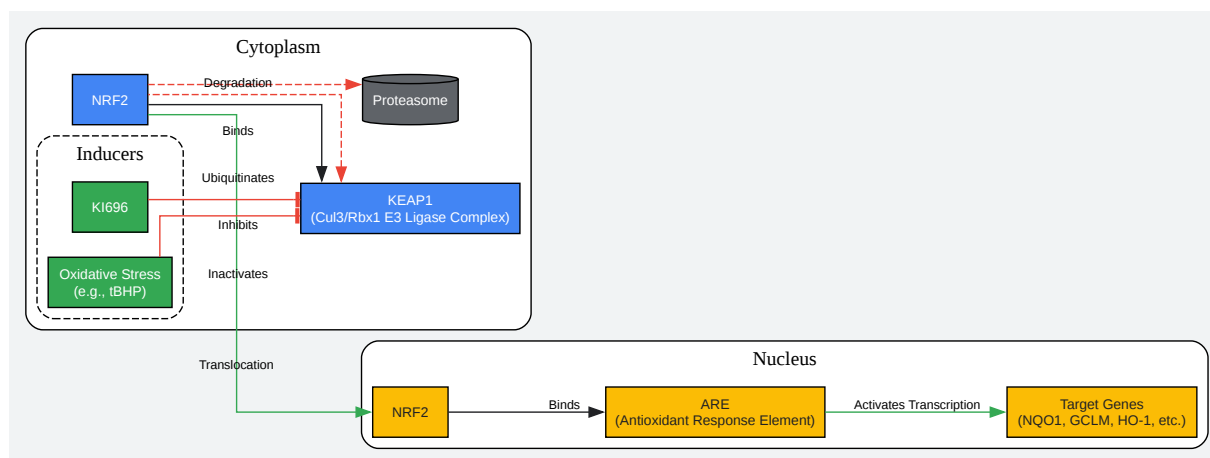 Cytoplasm
Degradation
NRF2
Proteasome
Binds
Inducers
Ubiquitinates
KI696
KEAP1
(Cul3/Rbx1 E3 Ligase Complex)
Inhibits
Oxidative Stress
(e.g., tBHP)
Inactivates
Translocation
Nucleus
NRF2
Binds
ARE
(Antioxidant Response Element)
Activates Transcription
Target Genes
(NQO1, GCLM, HO-1, etc.)